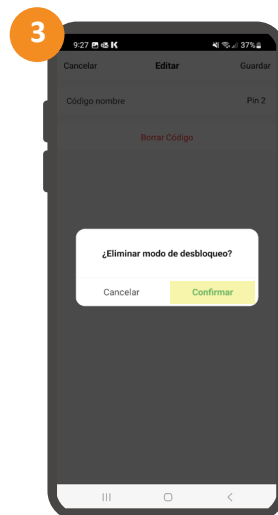 3
9:27 K 37%
Cancelar Editar Guardar
Código nombre Pin 2
Borrar Código
¿Eliminar modo de desbloqueo?
Cancelar Confirmar